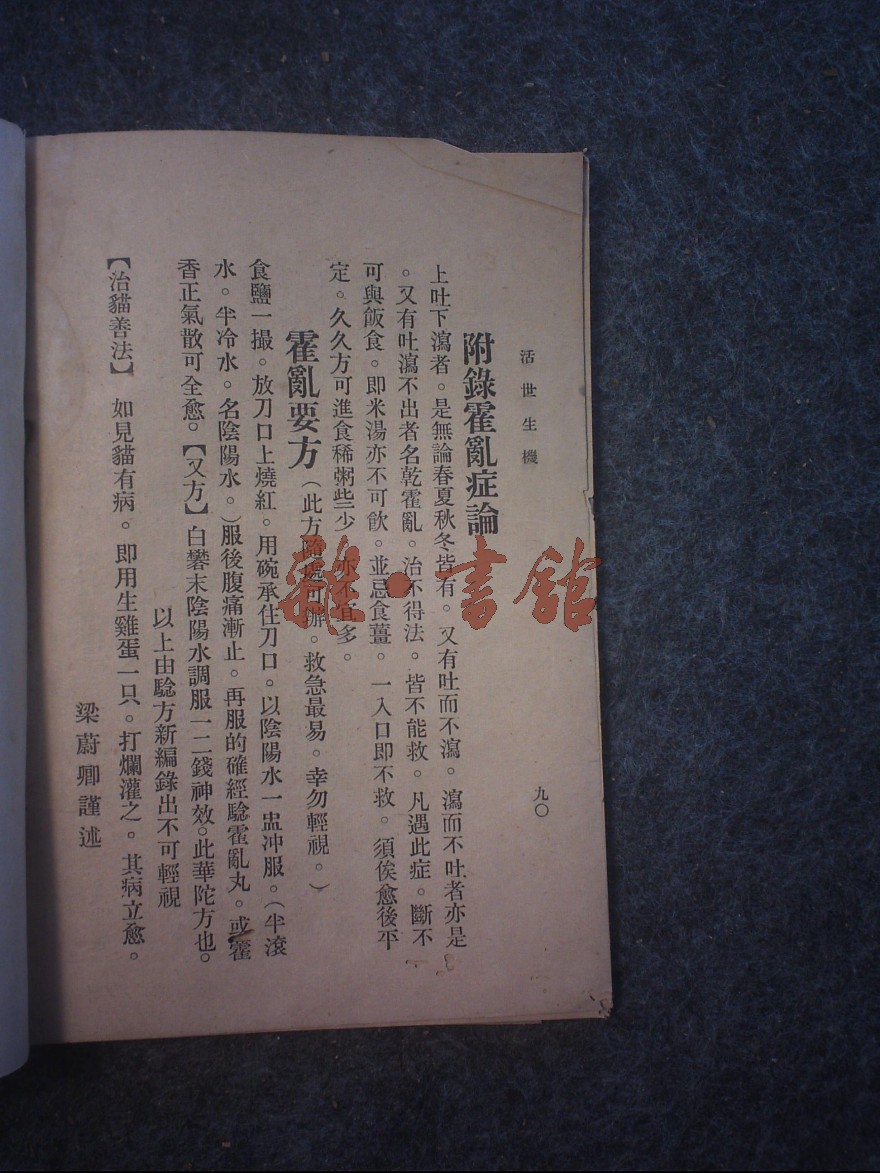 活世生機
九〇
附錄霍亂症論
上吐下瀉者。是無論春夏秋冬皆有。又有吐而不瀉。瀉而不吐者亦是
。又有吐瀉不出者名乾霍亂。治不得法。皆不能救。凡遇此症。斷不
可與飯食。即米湯亦不可飲。並忌食薑。一入口即不救。須俟愈後平
定。久久方可進食稀粥些少。亦不宜多。
霍亂要方(此方隨處可辦。救急最易。幸勿輕視。)
食鹽一撮。放刀口上燒紅。用碗承住刀口。以陰陽水一盅冲服。(半滾
水。半冷水。名陰陽水。)服後腹痛漸止。再服的確經騐霍亂丸。或藿
香正氣散可全愈。【又方】白礬末陰陽水調服一二錢神效。此華陀方也。
以上由騐方新編錄出不可輕視
【治貓善法】 如見貓有病。即用生雞蛋一只。打爛灌之。其病立愈。
梁蔚卿謹述
雜·書館